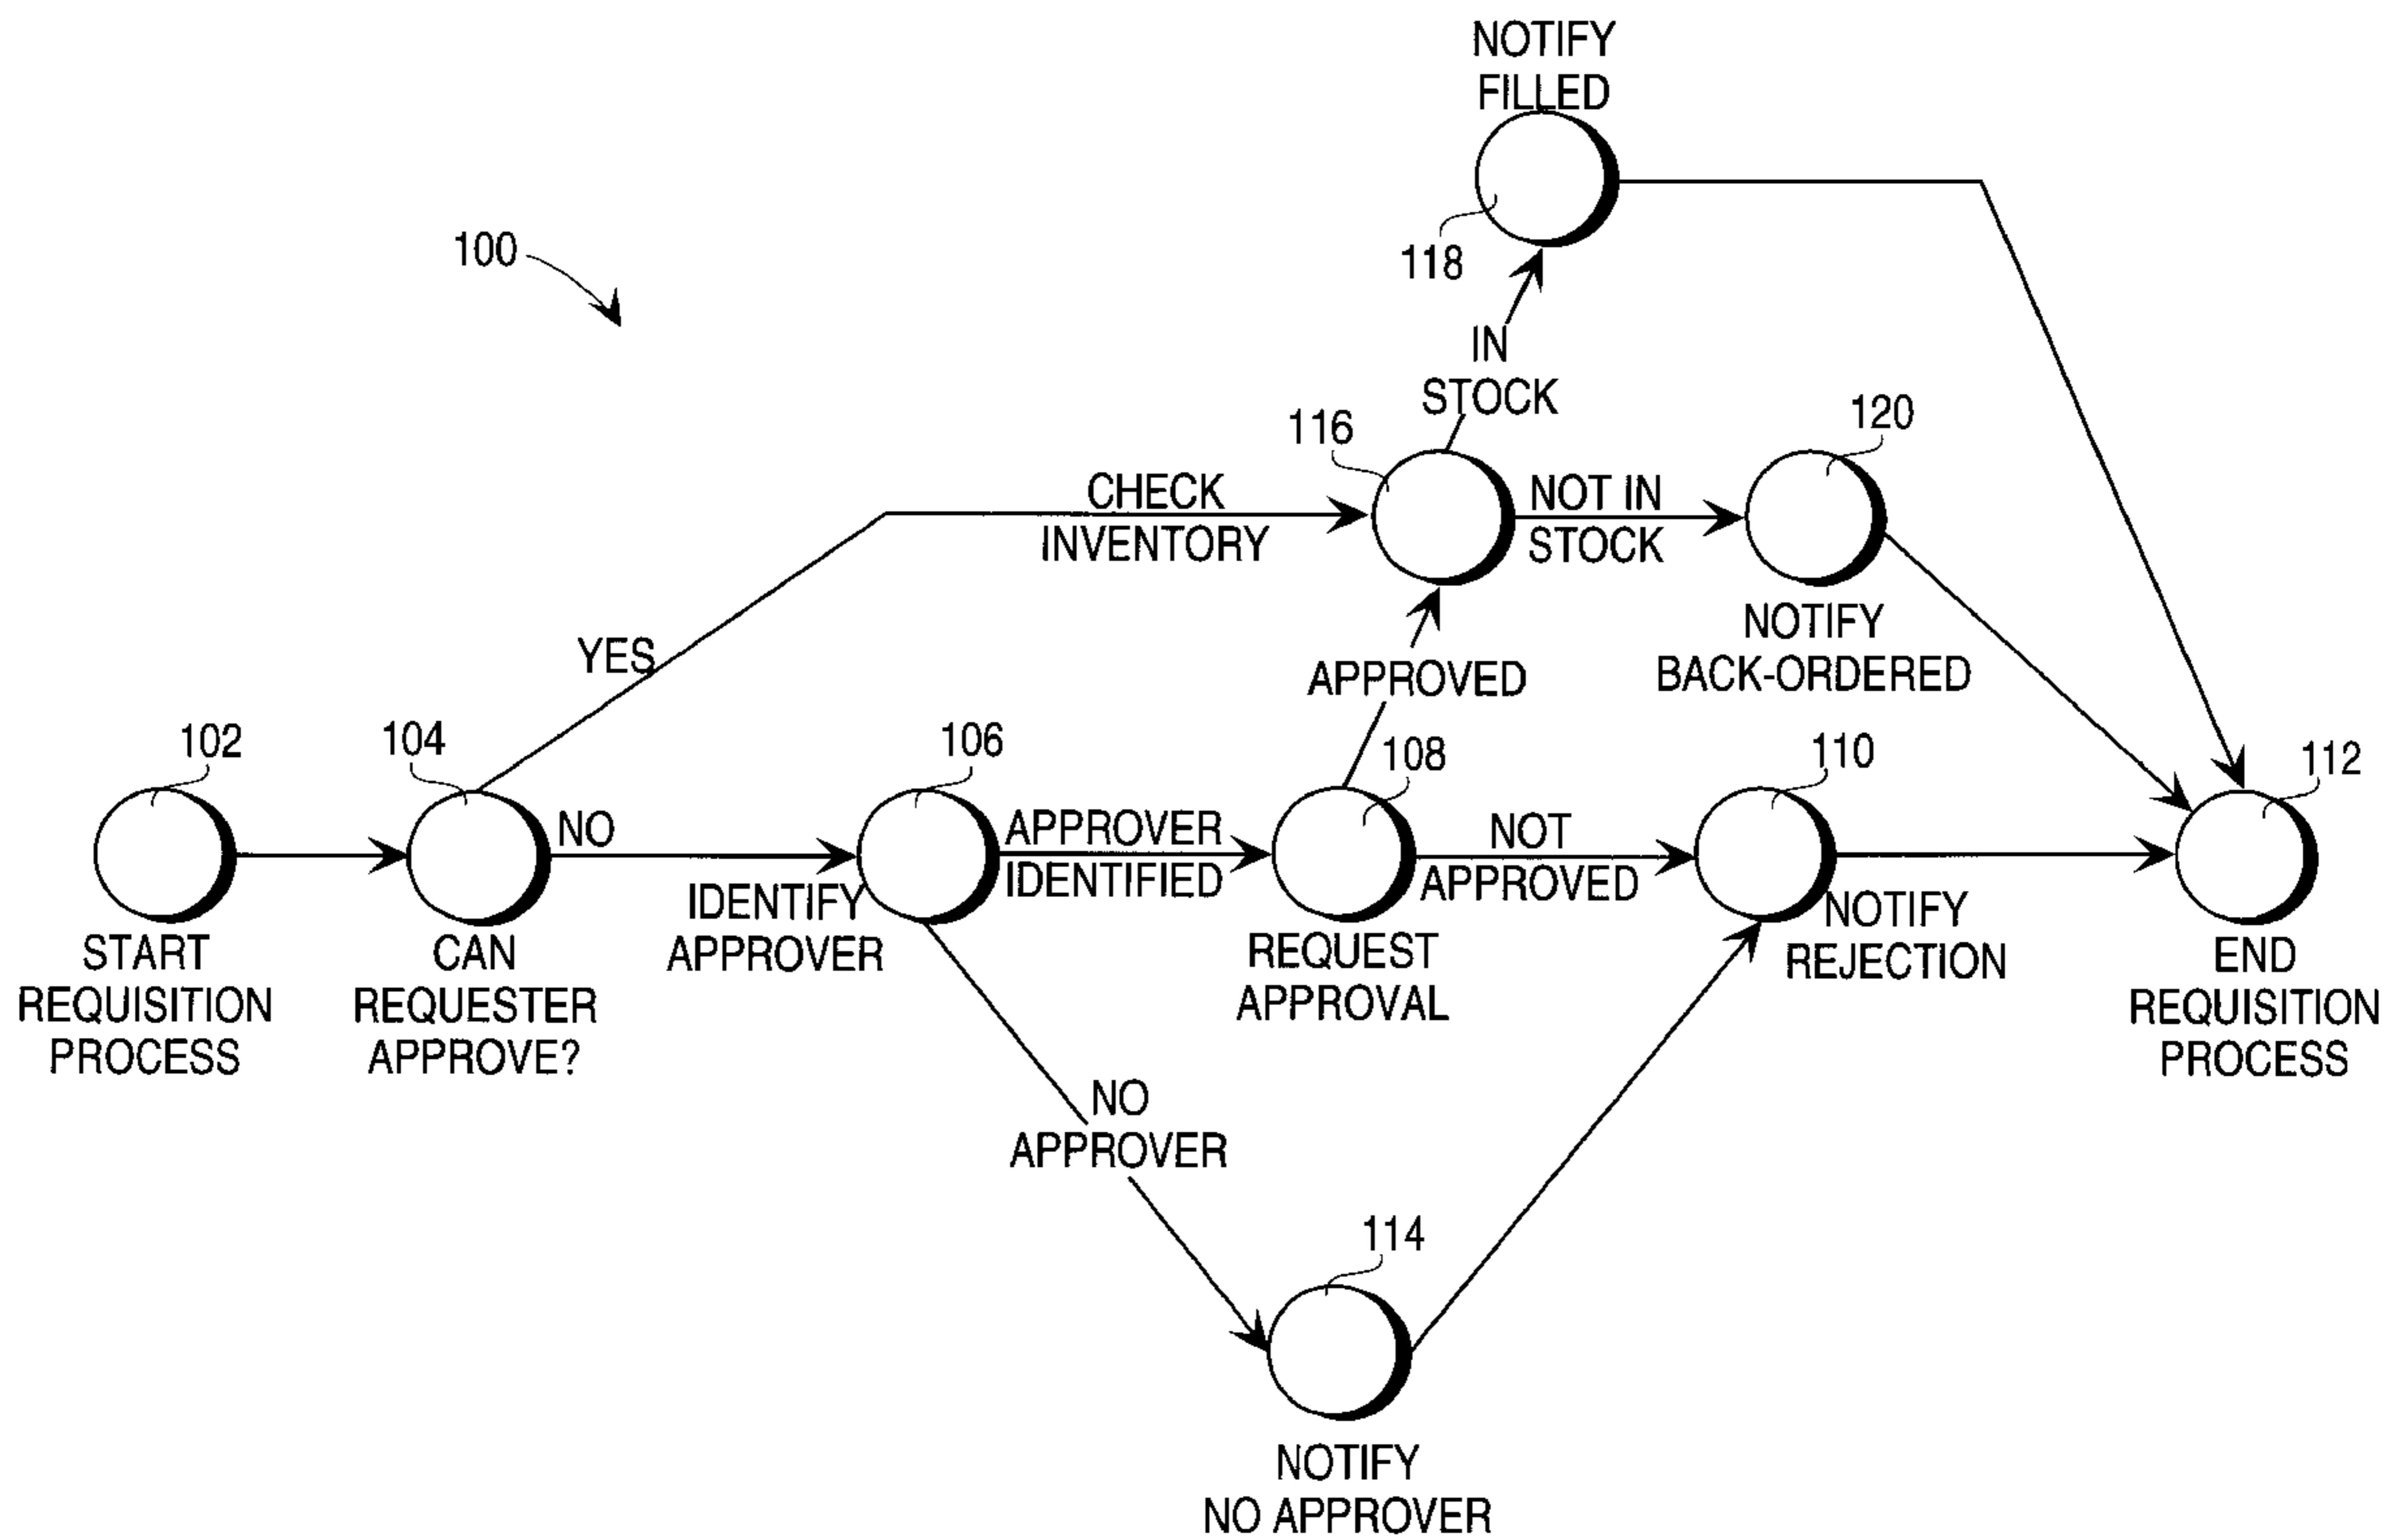 NOTIFY
FILLED
100
118
IN
STOCK
116
120
CHECK
INVENTORY
NOT IN
STOCK
YES
NOTIFY
BACK-ORDERED
APPROVED
102
104
106
108
110
112
NO
APPROVER
IDENTIFIED
NOT
APPROVED
IDENTIFY
APPROVER
NOTIFY
REJECTION
START
REQUISITION
PROCESS
CAN
REQUESTER
APPROVE?
REQUEST
APPROVAL
END
REQUISITION
PROCESS
NO
APPROVER
114
NOTIFY
NO APPROVER